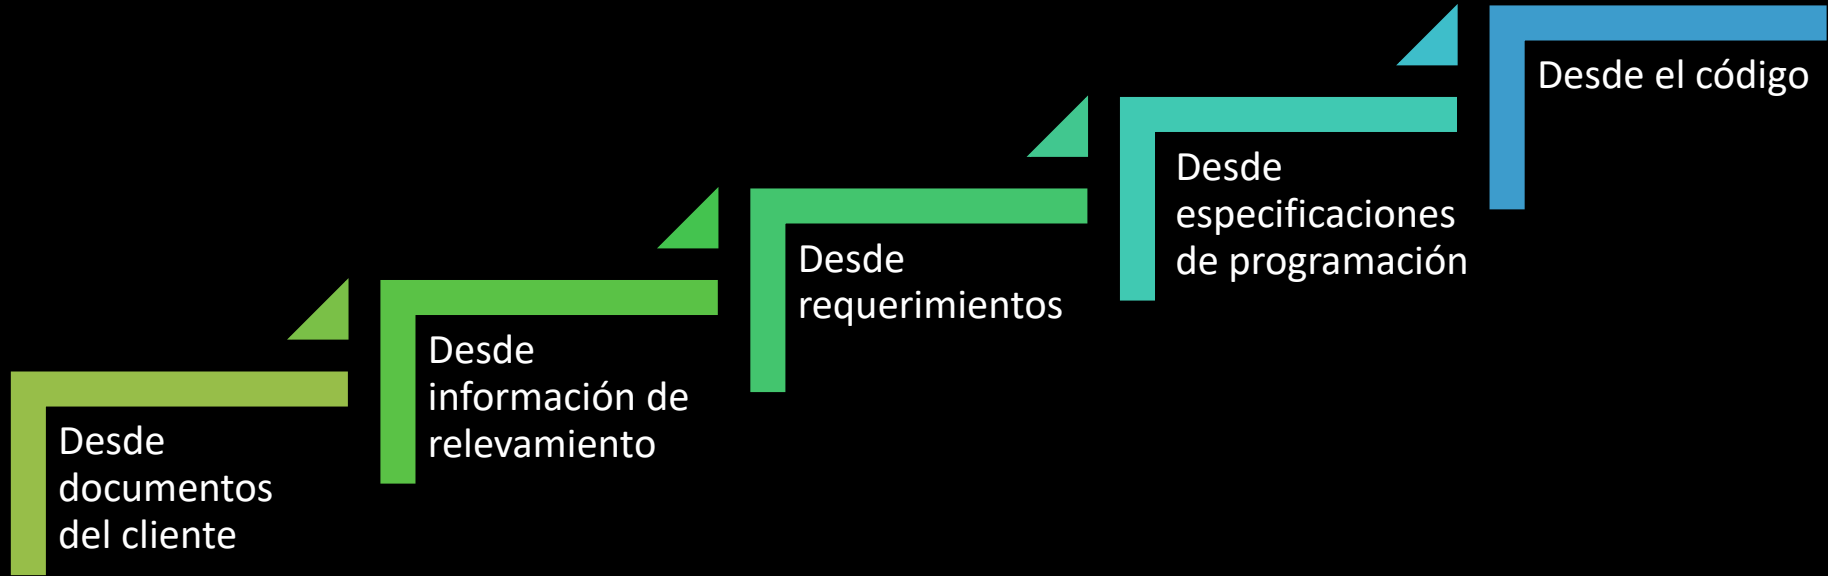 Desde
documentos
del cliente
Desde
información de
relevamiento
Desde
requerimientos
Desde
especificaciones
de programación
Desde el código